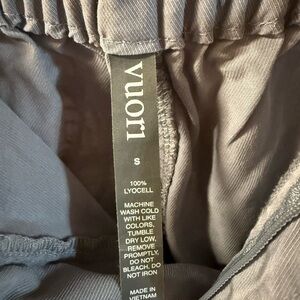 vuori
S
100%
LYOCELL
MACHINE
WASH COLD
WITH LIKE
COLORS,
TUMBLE
DRY LOW,
REMOVE
PROMPTLY.
DO NOT
BLEACH. DO
NOT IRON
MADE IN
VIETNAM